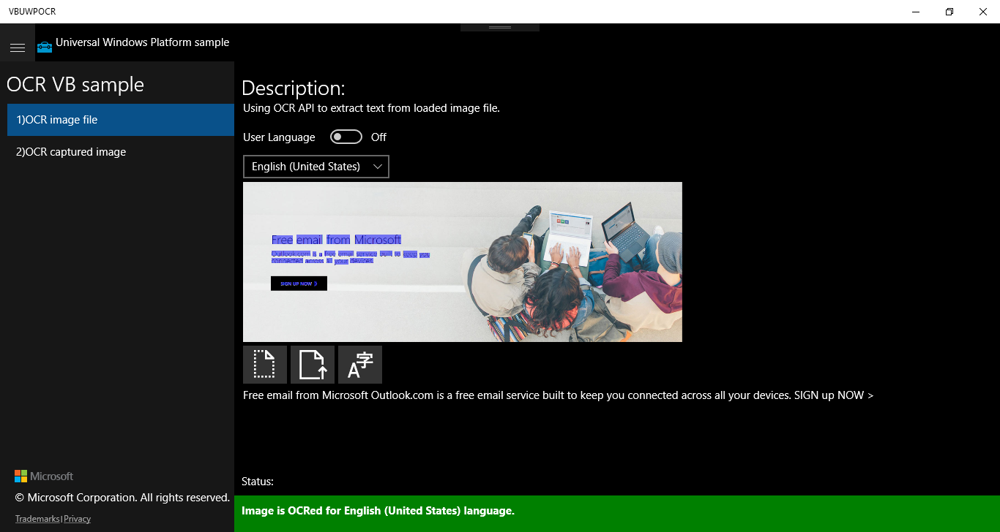 VBUWPOCR
Universal Windows Platform sample
OCR VB sample
1)OCR image file
2)OCR captured image
Microsoft
© Microsoft Corporation. All rights reserved.
Trademarks|Privacy
Description:
Using OCR API to extract text from loaded image file.
User Language Off
English (United States)
Free email from Microsoft
Outlook.com is a free email service built to keep you
connected across all your devices.
SIGN UP NOW >
A字
Free email from Microsoft Outlook.com is a free email service built to keep you connected across all your devices. SIGN up NOW >
Status:
Image is OCRed for English (United States) language.